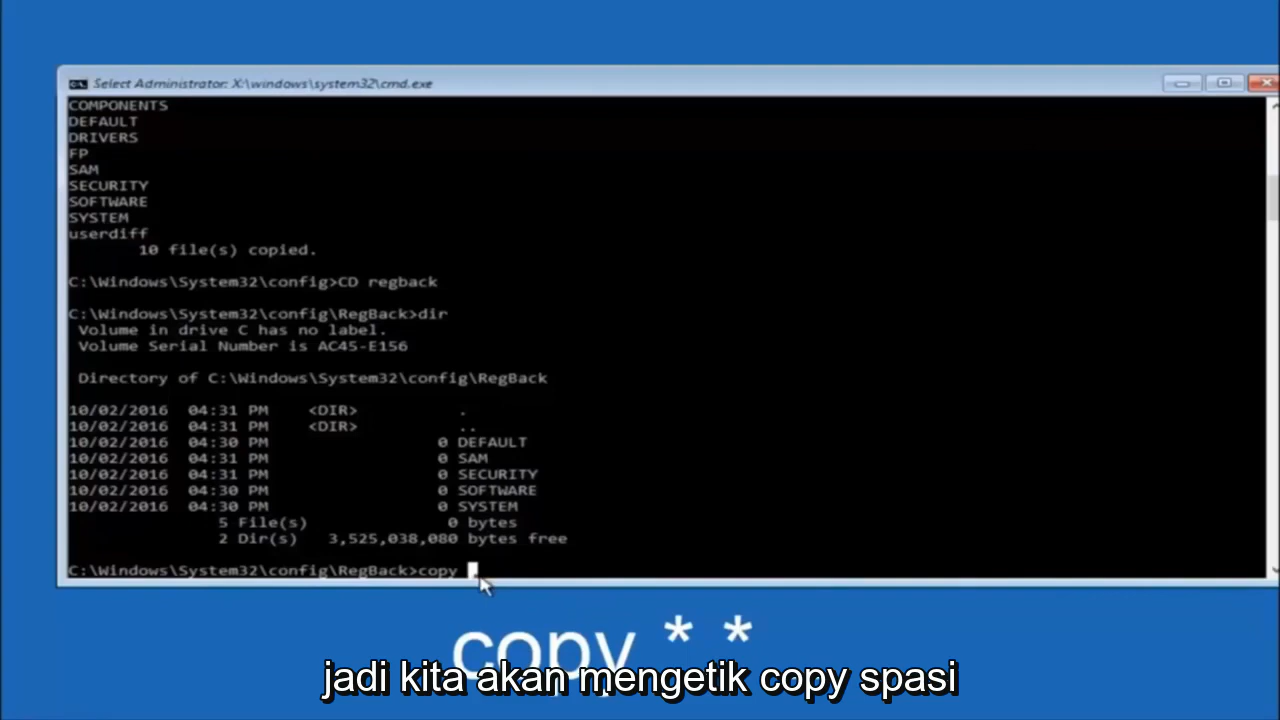 Select Administrator: X:\windows\system32\cmd.exe
COMPONENTS
DEFAULT
DRIVERS
FP
SAM
SECURITY
SOFTWARE
SYSTEM
userdiff
10 file(s) copied.
C:\Windows\System32\config>CD regback
C:\Windows\System32\config\RegBack>dir
Volume in drive C has no label.
Volume Serial Number is AC45-E156
Directory of C:\Windows\System32\config\RegBack
10/02/2016 04:31 PM <DIR> .
10/02/2016 04:31 PM <DIR> ..
10/02/2016 04:30 PM 0 DEFAULT
10/02/2016 04:31 PM 0 SAM
10/02/2016 04:31 PM 0 SECURITY
10/02/2016 04:30 PM 0 SOFTWARE
10/02/2016 04:30 PM 0 SYSTEM
5 File(s) 0 bytes
2 Dir(s) 3,525,038,080 bytes free
C:\Windows\System32\config\RegBack>copy
copy * *
jadi kita akan mengetik copy spasi